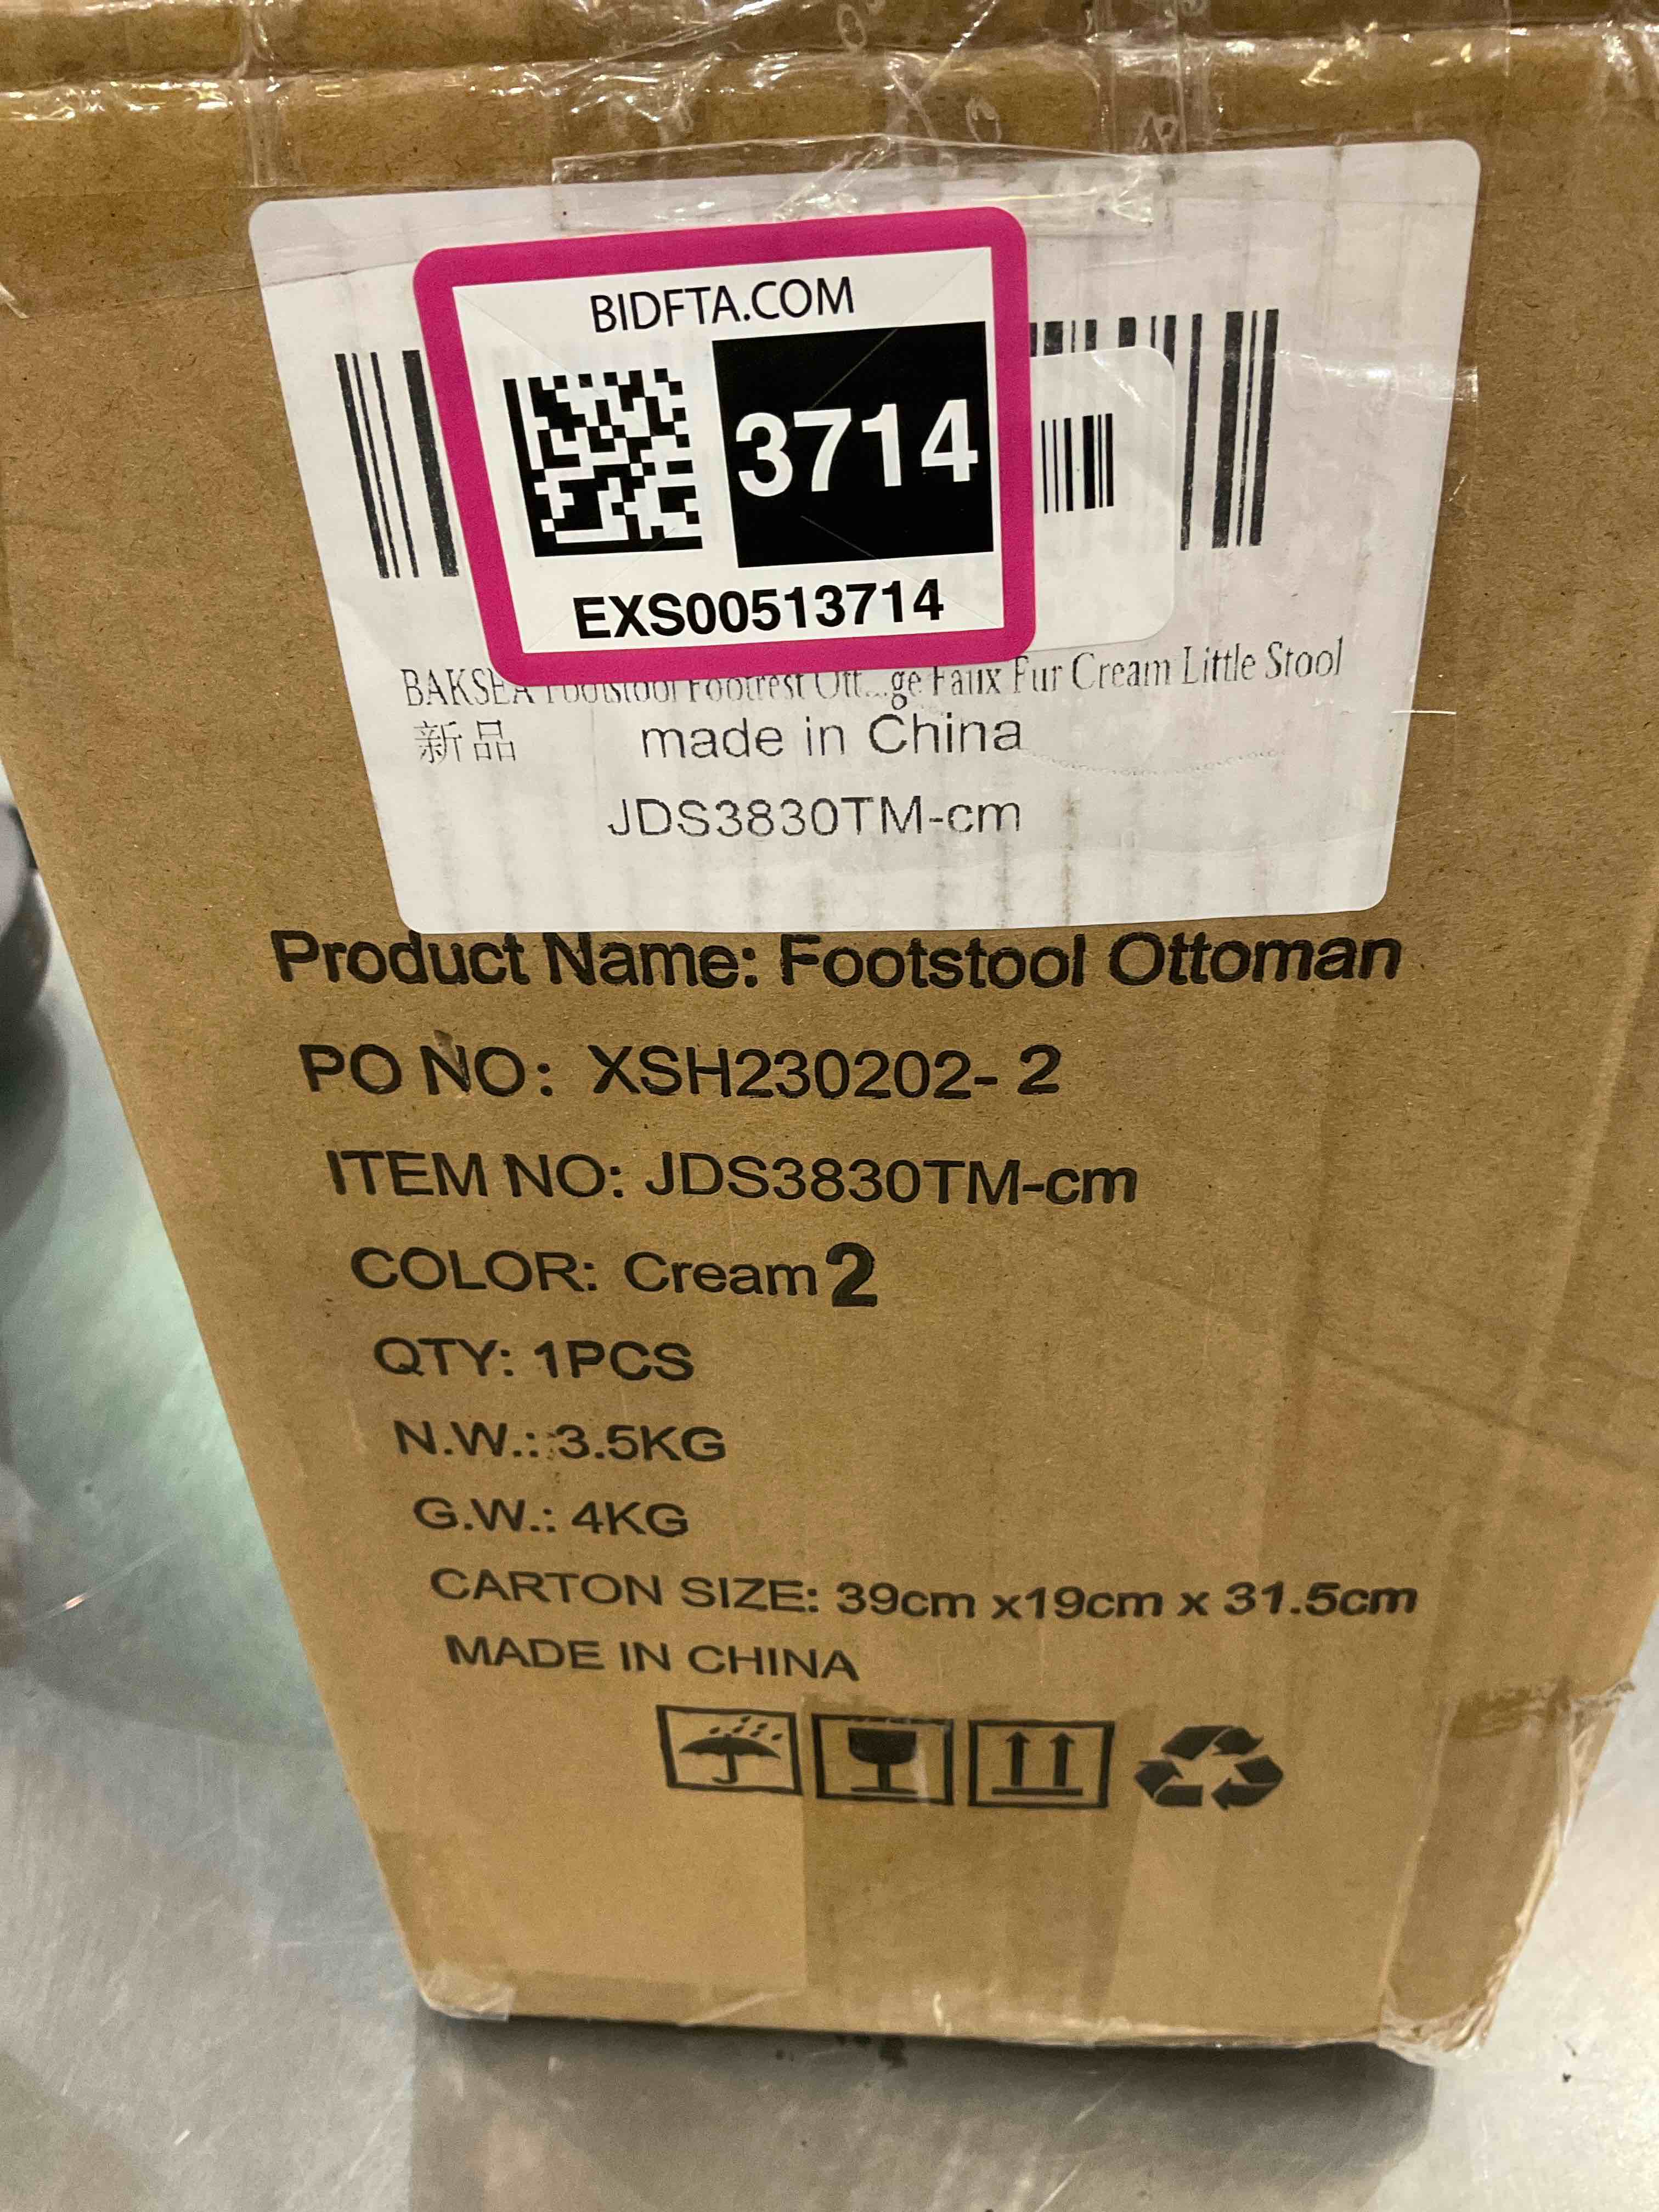 BIDFTA.COM
3714
EXS00513714
BAKSEA Footstool Footrest Ott...ge Faux Fur Cream Little Stool
新品 made in China
JDS3830TM-cm
Product Name: Footstool Ottoman
PO NO: XSH230202-2
ITEM NO: JDS3830TM-cm
COLOR: Cream2
QTY: 1PCS
N.W.: 3.5KG
G.W.: 4KG
CARTON SIZE: 39cm x19cm x 31.5cm
MADE IN CHINA